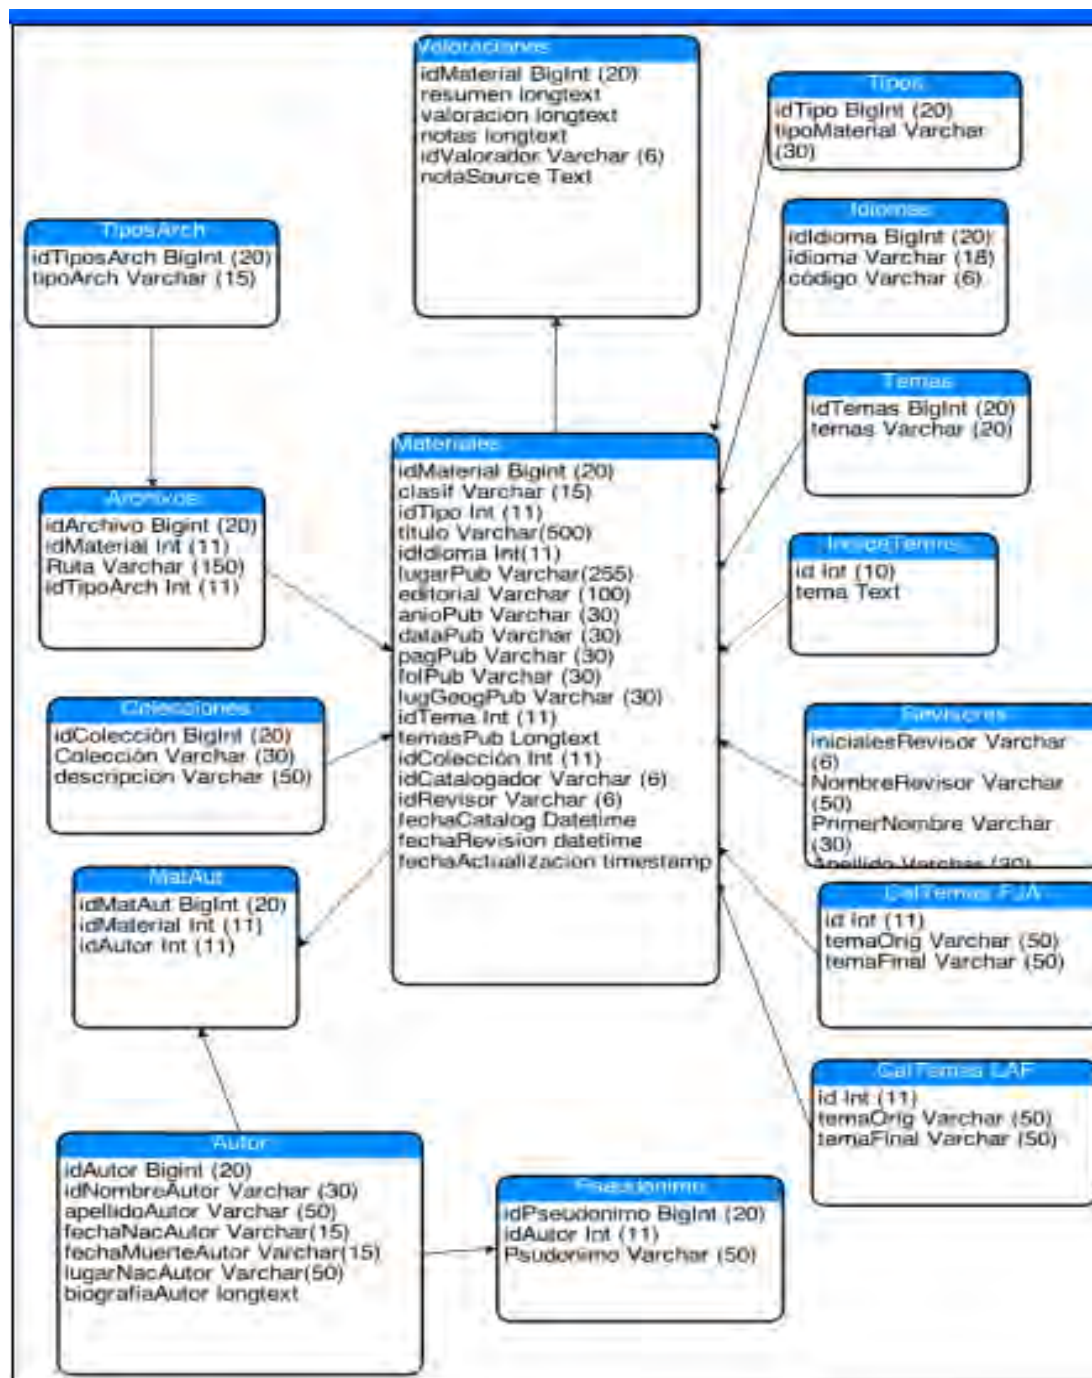 Valoraciones
idMaterial BigInt (20)
resumen longtext
valoracion longtext
notas longtext
idValorador Varchar (6)
notaSource Text
Tipos
idTipo BigInt (20)
tipoMaterial Varchar
(30)
Idiomas
idIdioma BigInt (20)
idioma Varchar (18)
código Varchar (6)
TiposArch
idTiposArch BigInt (20)
tipoArch Varchar (15)
Temas
idTemas BigInt (20)
temas Varchar (20)
Materiales
idMaterial Bigint (20)
clasif Varchar (15)
idTipo Int (11)
titulo Varchar(500)
idIdioma Int(11)
lugarPub Varchar(255)
editorial Varchar (100)
anioPub Varchar (30)
dataPub Varchar (30)
pagPub Varchar (30)
folPub Varchar (30)
lugGeogPub Varchar (30)
idTema Int (11)
temasPub Longtext
idColección Int (11)
idCatalogador Varchar (6)
idRevisor Varchar (6)
fechaCatalog Datetime
fechaRevision datetime
fechaActualizacion timestamp
Archivos
idArchivo Bigint (20)
idMaterial Int (11)
Ruta Varchar (150)
idTipoArch Int (11)
IndiceTemas
id Int (10)
tema Text
Colecciones
idColección BigInt (20)
Colección Varchar (30)
descripción Varchar (50)
Revisores
inicialesRevisor Varchar
(6)
NombreRevisor Varchar
(50)
PrimerNombre Varchar
(30)
Apellido Varchar (30)
MatAut
idMatAut BigInt (20)
idMaterial Int (11)
idAutor Int (11)
CatTemas FJA
id Int (11)
temaOrig Varchar (50)
temaFinal Varchar (50)
CatTemas LAF
id Int (11)
temaOrig Varchar (50)
temaFinal Varchar (50)
Autor
idAutor Bigint (20)
idNombreAutor Varchar (30)
apellidoAutor Varchar (50)
fechaNacAutor Varchar(15)
fechaMuerteAutor Varchar(15)
lugarNacAutor Varchar(50)
biografiaAutor longtext
Pseudonimo
idPseudonimo BigInt (20)
idAutor Int (11)
Psudonimo Varchar (50)